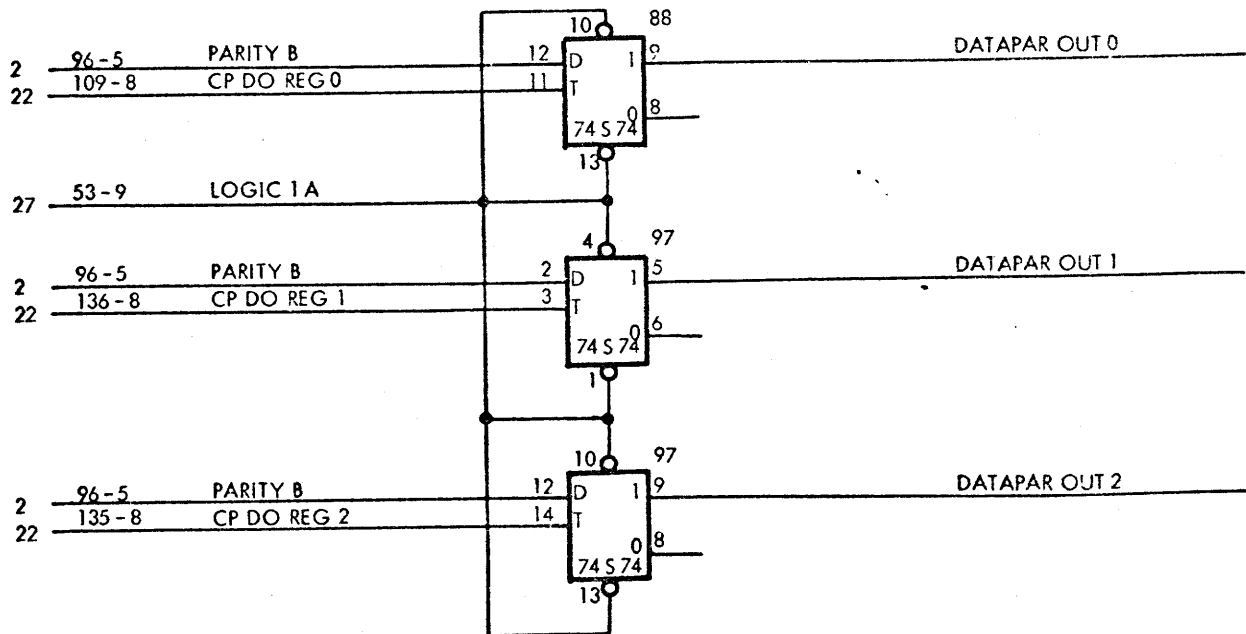 10 88
96-5 PARITY B 12 D 1 9 DATAPAR OUT 0
2
109-8 CP DO REG 0 11 T
22
0 8
74 S 74
13
53-9 LOGIC 1 A
27
4 97
96-5 PARITY B 2 D 1 5 DATAPAR OUT 1
2
136-8 CP DO REG 1 3 T
22
0 6
74 S 74
1
10 97
96-5 PARITY B 12 D 1 9 DATAPAR OUT 2
2
135-8 CP DO REG 2 14 T
22
0 8
74 S 74
13